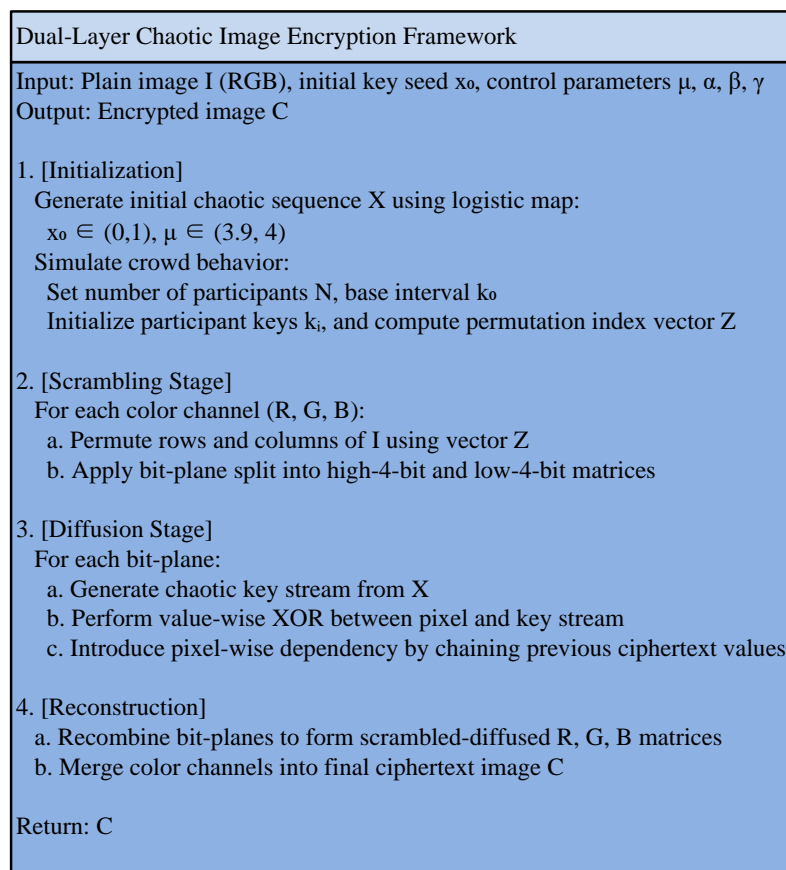 Dual-Layer Chaotic Image Encryption Framework
Input: Plain image I (RGB), initial key seed x₀, control parameters μ, α, β, γ
Output: Encrypted image C
1. [Initialization]
Generate initial chaotic sequence X using logistic map:
x₀ ∈ (0,1), μ ∈ (3.9, 4)
Simulate crowd behavior:
Set number of participants N, base interval k₀
Initialize participant keys kᵢ, and compute permutation index vector Z
2. [Scrambling Stage]
For each color channel (R, G, B):
a. Permute rows and columns of I using vector Z
b. Apply bit-plane split into high-4-bit and low-4-bit matrices
3. [Diffusion Stage]
For each bit-plane:
a. Generate chaotic key stream from X
b. Perform value-wise XOR between pixel and key stream
c. Introduce pixel-wise dependency by chaining previous ciphertext values
4. [Reconstruction]
a. Recombine bit-planes to form scrambled-diffused R, G, B matrices
b. Merge color channels into final ciphertext image C
Return: C